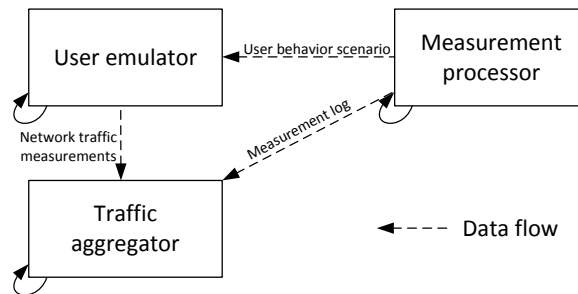 User emulator
User behavior scenario
Measurement
processor
Network traffic
measurements
Measurement log
Traffic
aggregator
Data flow